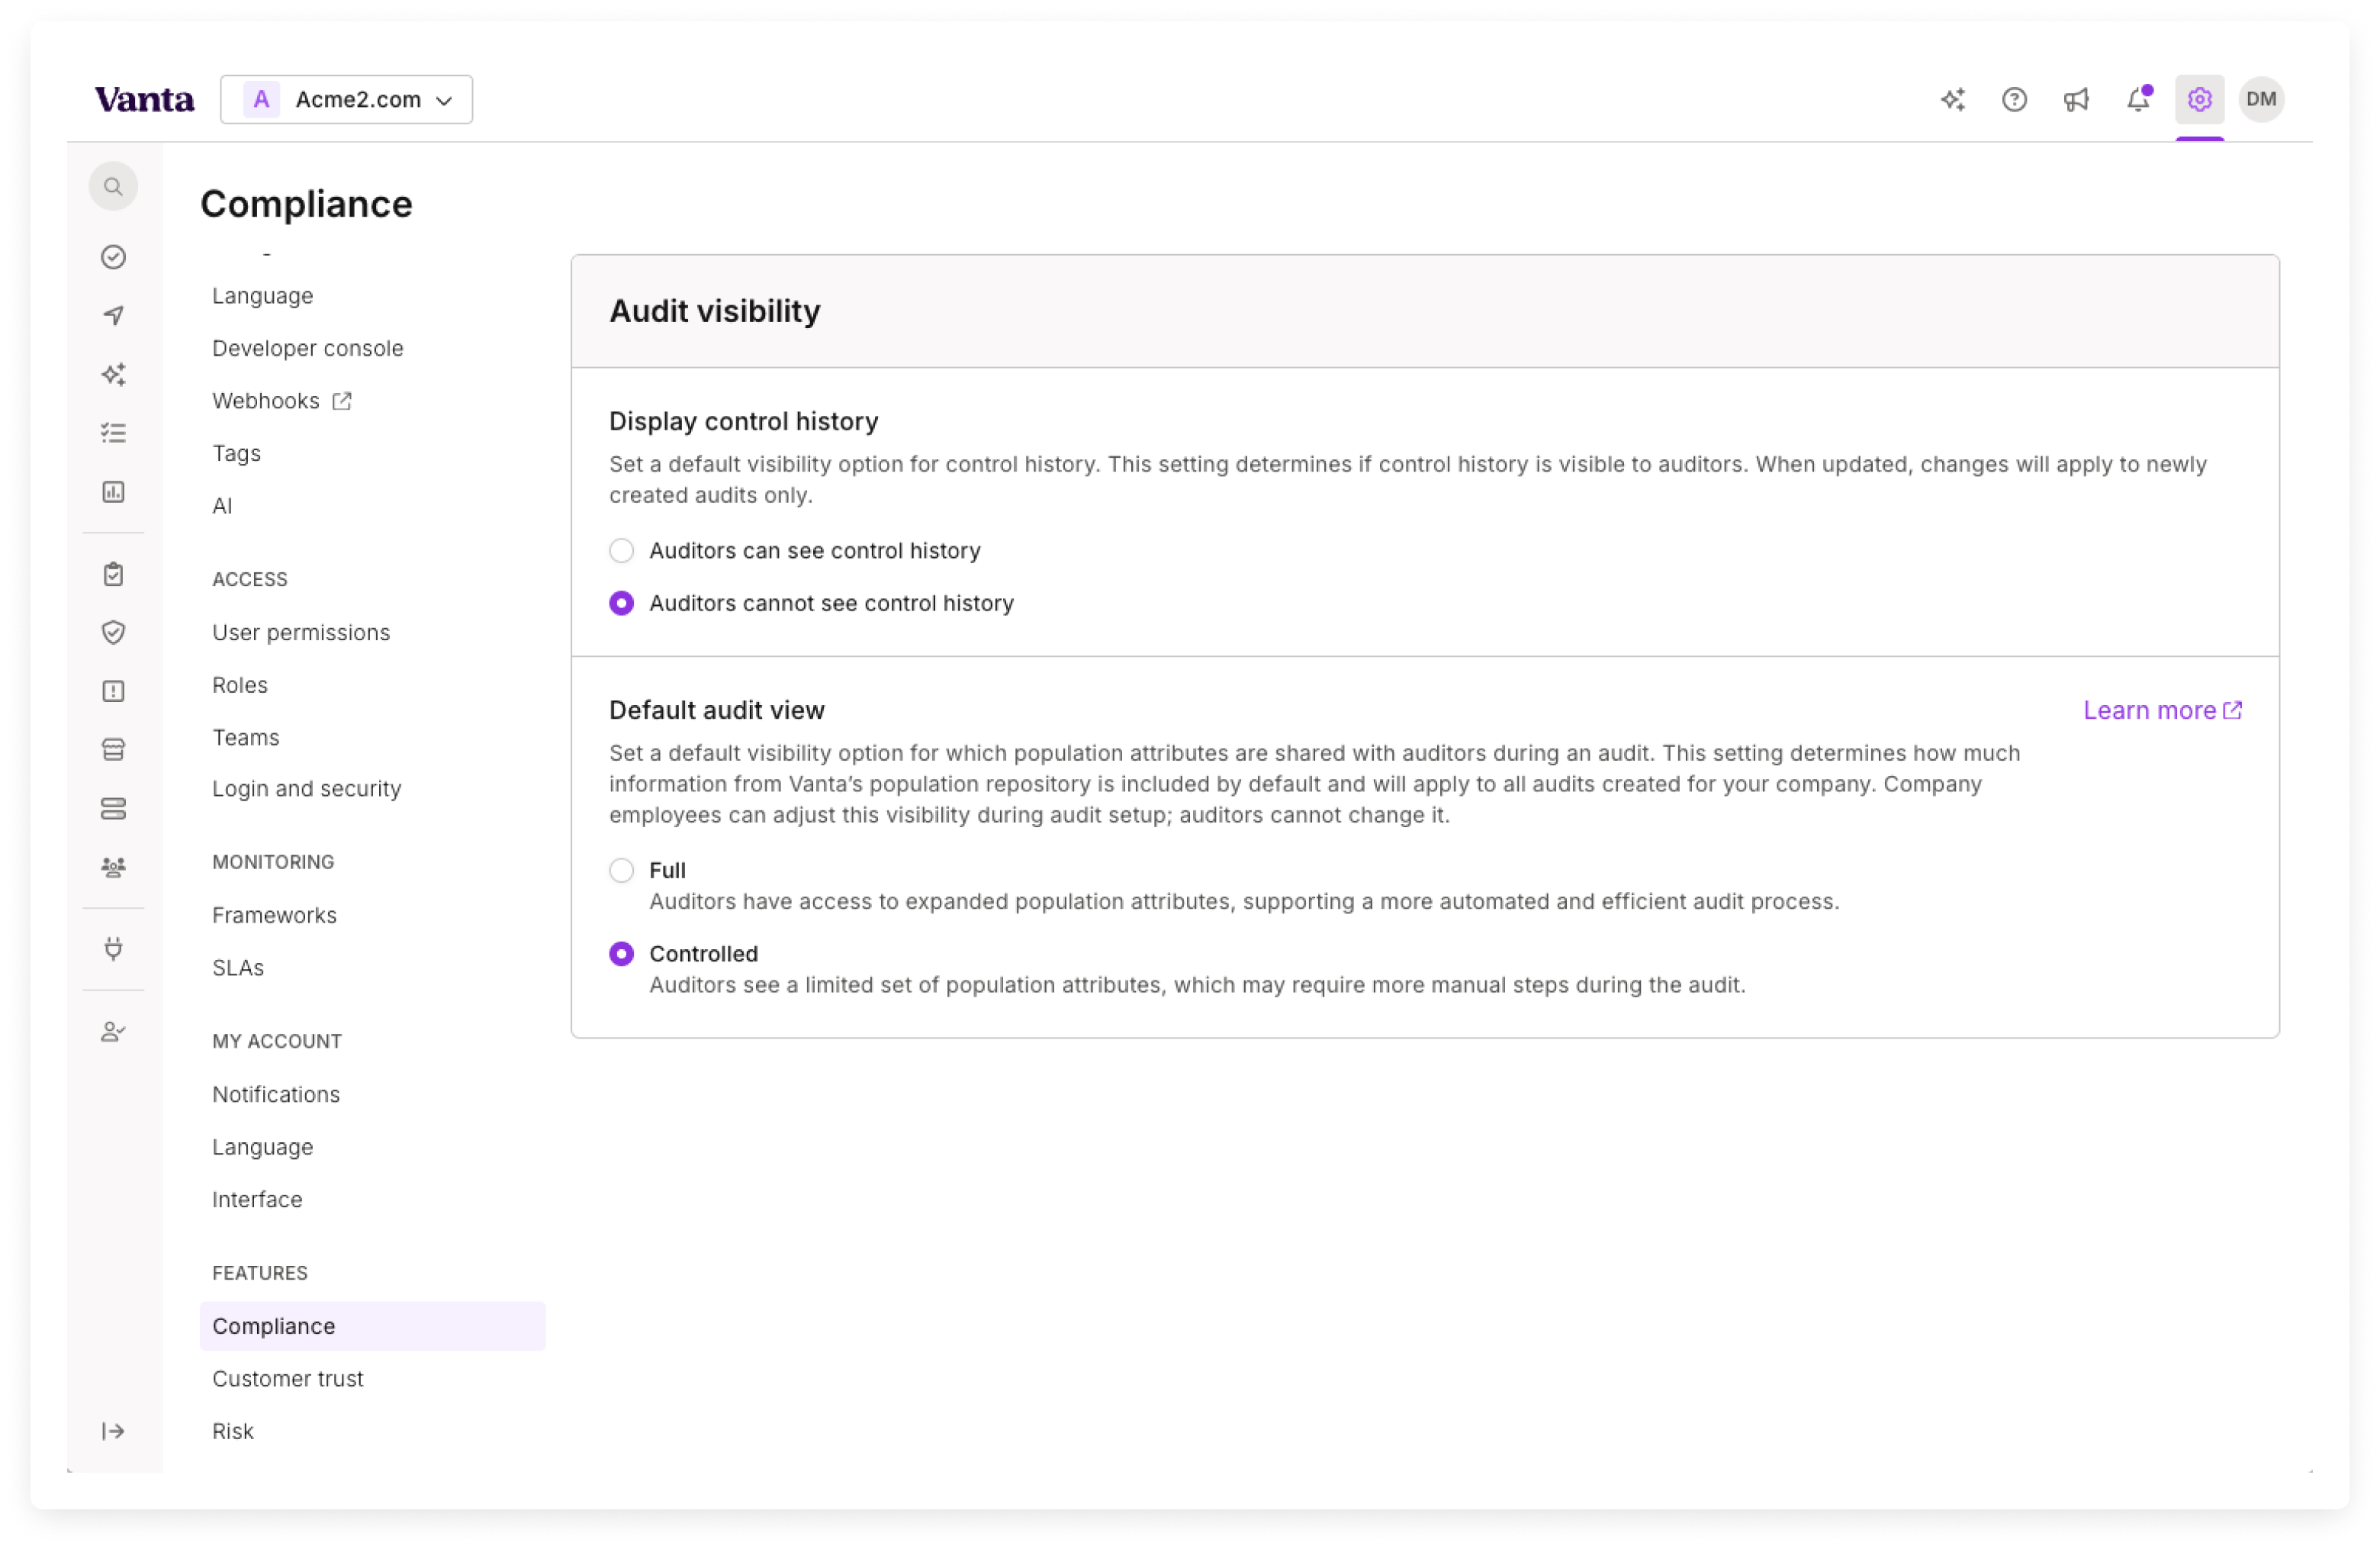 Vanta
A Acme2.com
DM
Compliance
Language
Developer console
Webhooks
Tags
AI
ACCESS
User permissions
Roles
Teams
Login and security
MONITORING
Frameworks
SLAs
MY ACCOUNT
Notifications
Language
Interface
FEATURES
Compliance
Customer trust
Risk
Audit visibility
Display control history
Set a default visibility option for control history. This setting determines if control history is visible to auditors. When updated, changes will apply to newly
created audits only.
Auditors can see control history
Auditors cannot see control history
Default audit view
Learn more
Set a default visibility option for which population attributes are shared with auditors during an audit. This setting determines how much
information from Vanta’s population repository is included by default and will apply to all audits created for your company. Company
employees can adjust this visibility during audit setup; auditors cannot change it.
Full
Auditors have access to expanded population attributes, supporting a more automated and efficient audit process.
Controlled
Auditors see a limited set of population attributes, which may require more manual steps during the audit.